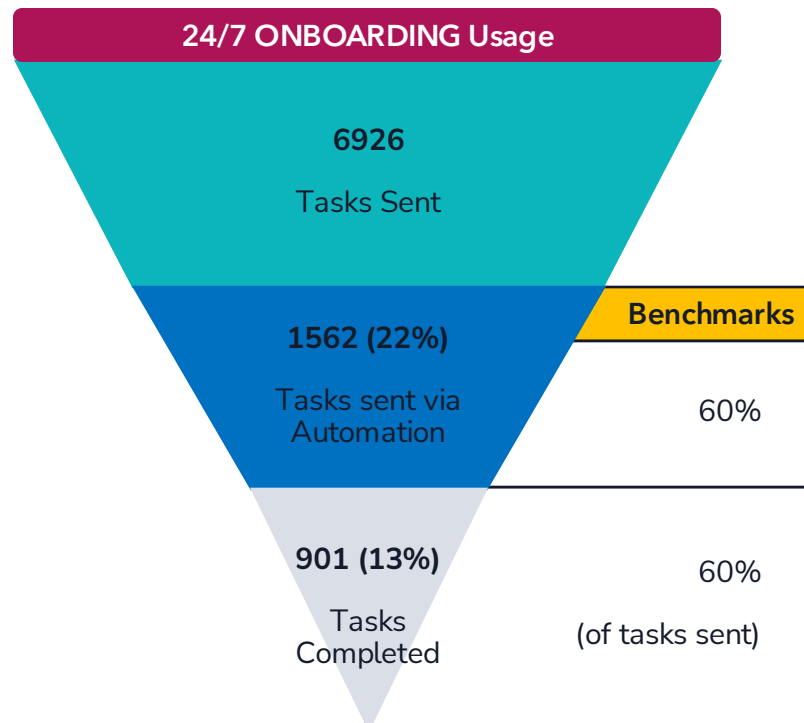 24/7 ONBOARDING Usage
6926
Tasks Sent
Benchmarks
1562 (22%)
Tasks sent via
Automation
60%
901 (13%)
Tasks
Completed
60%
(of tasks sent)